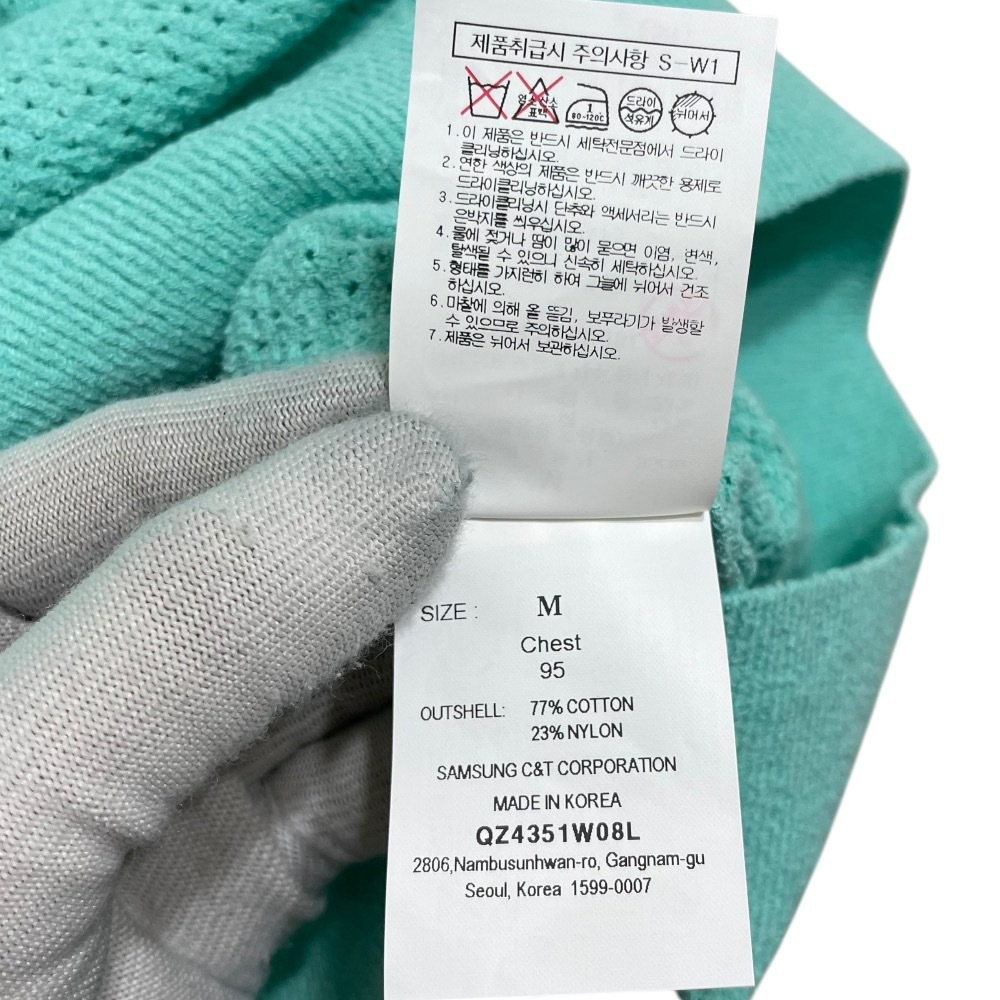 제품취급시 주의사항 S-W1
염소산소
표백
1
80-120℃
드라이
석유계
뉘어서
1.이 제품은 반드시 세탁전문점에서 드라이
클리닝하십시오.
2.연한 색상의 제품은 반드시 깨끗한 용제로
드라이클리닝하십시오.
3.드라이클리닝시 단추와 액세서리는 반드시
은박지를 씌우십시오.
4.물에 젖거나 땀이 많이 묻으면 이염, 변색,
탈색될 수 있으니 신속히 세탁하십시오.
5.형태를 가지런히 하여 그늘에 뉘어서 건조
하십시오.
6.마찰에 의해 올 뜯김, 보푸라기가 발생할
수 있으므로 주의하십시오.
7.제품은 뉘어서 보관하십시오.
SIZE : M
Chest
95
OUTSHELL: 77% COTTON
23% NYLON
SAMSUNG C&T CORPORATION
MADE IN KOREA
QZ4351W08L
2806,Nambusunhwan-ro, Gangnam-gu
Seoul, Korea 1599-0007